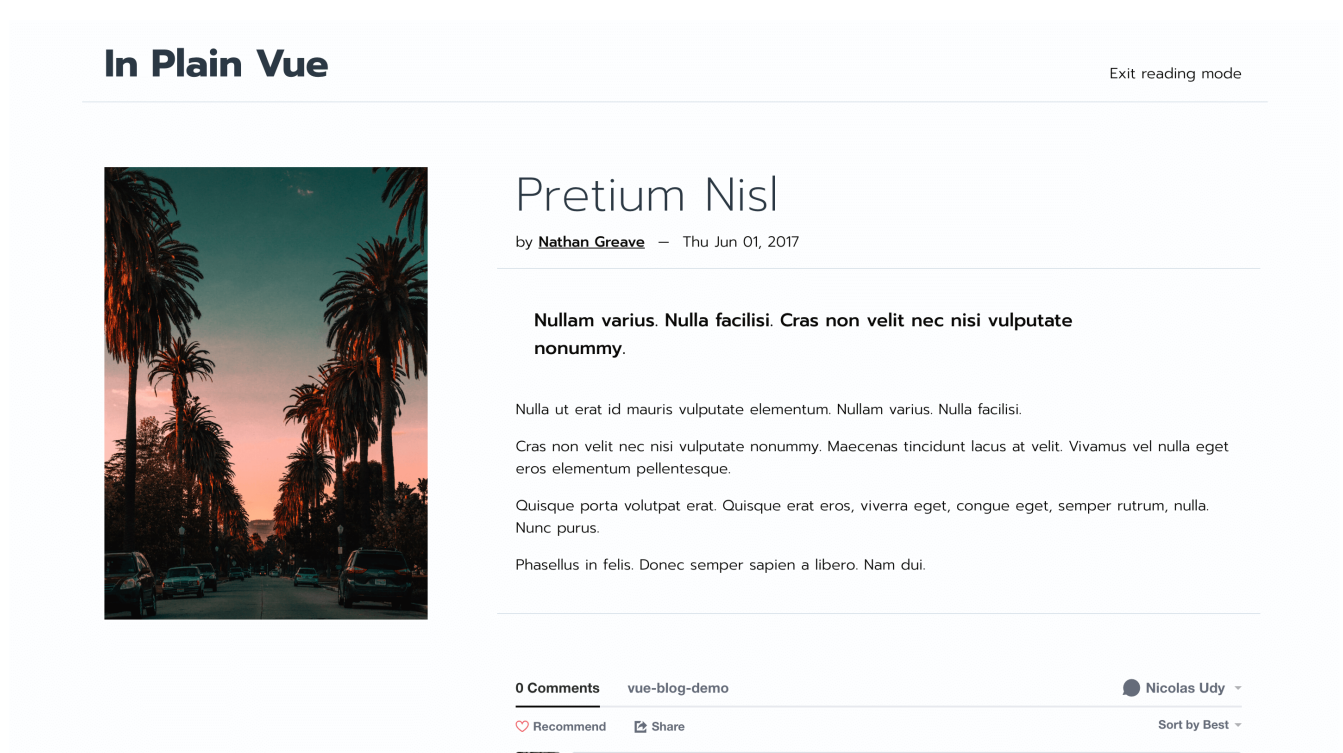 In Plain Vue
Exit reading mode
Pretium Nisl
by Nathan Greave — Thu Jun 01, 2017
Nullam varius. Nulla facilisi. Cras non velit nec nisi vulputate
nonummy.
Nulla ut erat id mauris vulputate elementum. Nullam varius. Nulla facilisi.
Cras non velit nec nisi vulputate nonummy. Maecenas tincidunt lacus at velit. Vivamus vel nulla eget
eros elementum pellentesque.
Quisque porta volutpat erat. Quisque erat eros, viverra eget, congue eget, semper rutrum, nulla.
Nunc purus.
Phasellus in felis. Donec semper sapien a libero. Nam dui.
0 Comments vue-blog-demo Nicolas Udy
Recommend Share Sort by Best